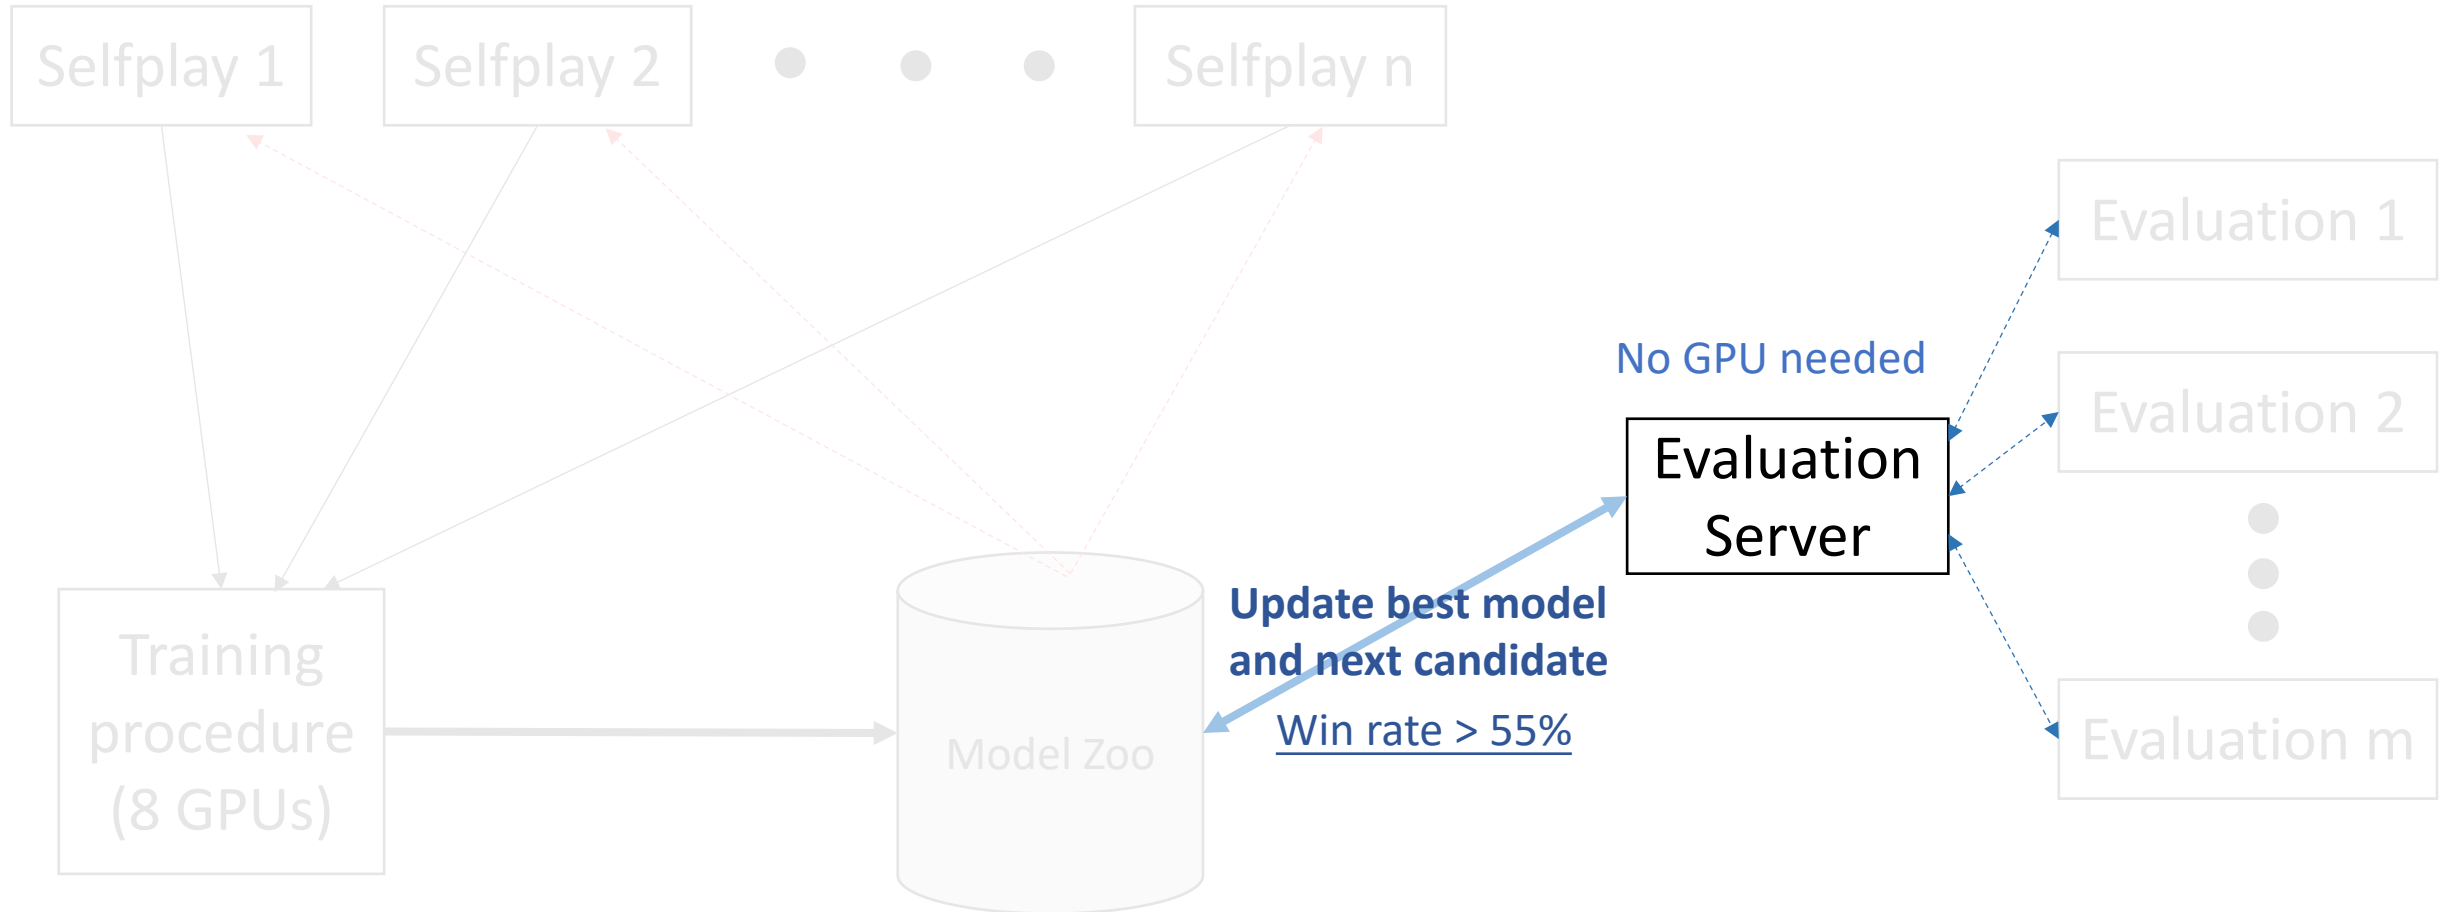 Selfplay 1
Selfplay 2
Selfplay n
Evaluation 1
No GPU needed
Evaluation 2
Evaluation
Server
Update best model
and next candidate
Win rate > 55%
Training
procedure
(8 GPUs)
Model Zoo
Evaluation m